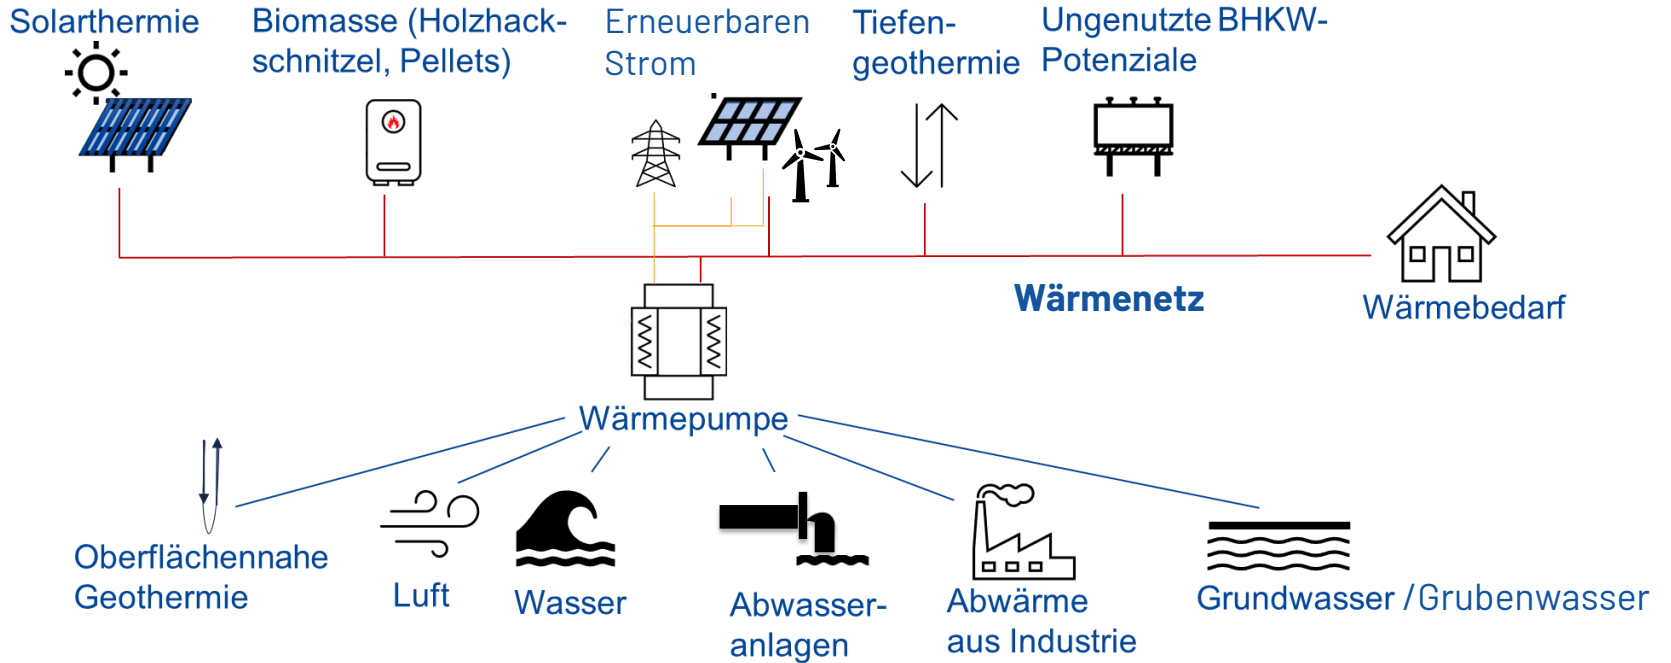 Solarthermie
Biomasse (Holzhack-
schnitzel, Pellets)
Erneuerbaren
Strom
Tiefen-
geothermie
Ungenutzte BHKW-
Potenziale
Wärmenetz
Wärmebedarf
Wärmepumpe
Oberflächennahe
Geothermie
Luft
Wasser
Abwasser-
anlagen
Abwärme
aus Industrie
Grundwasser /Grubenwasser